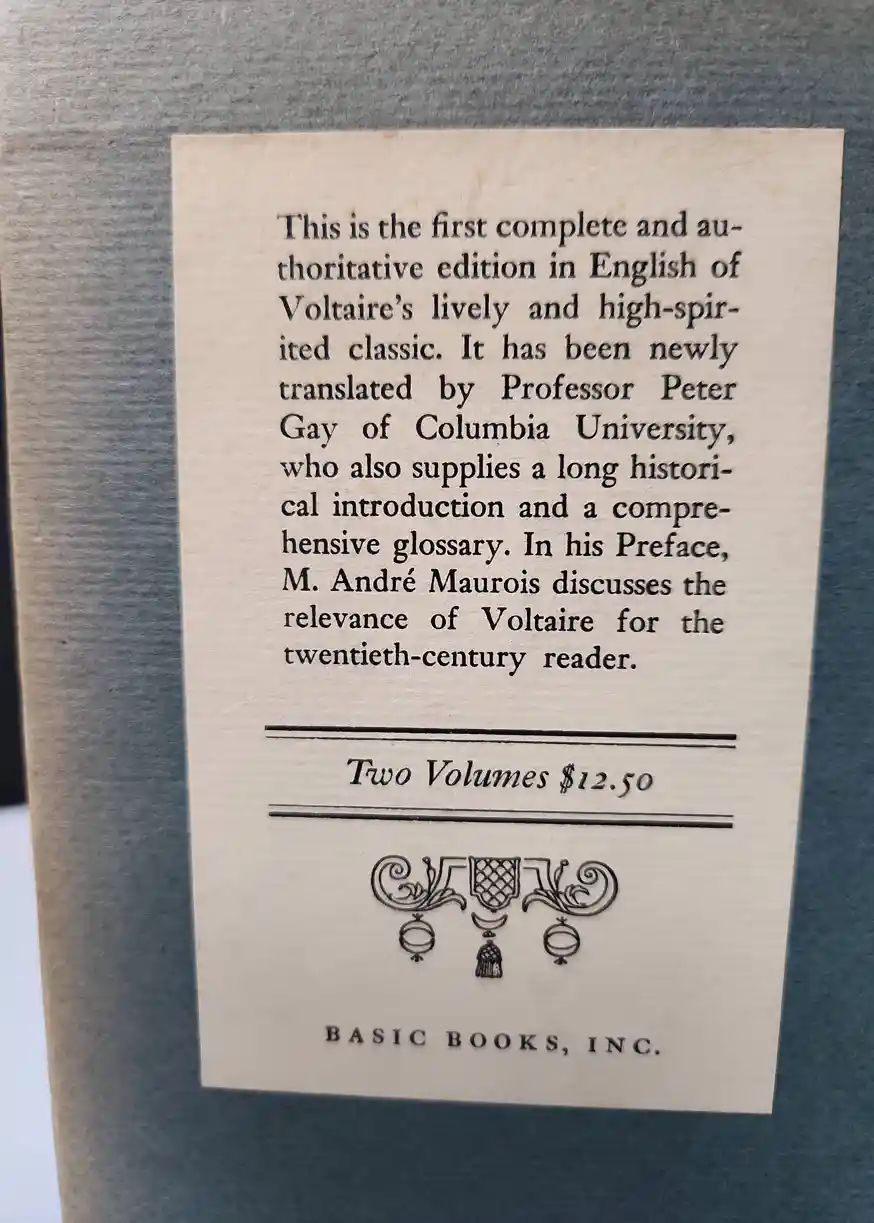 This is the first complete and au-
thoritative edition in English of
Voltaire’s lively and high-spir-
ited classic. It has been newly
translated by Professor Peter
Gay of Columbia University,
who also supplies a long histori-
cal introduction and a compre-
hensive glossary. In his Preface,
M. André Maurois discusses the
relevance of Voltaire for the
twentieth-century reader.
Two Volumes $12.50
BASIC BOOKS, INC.